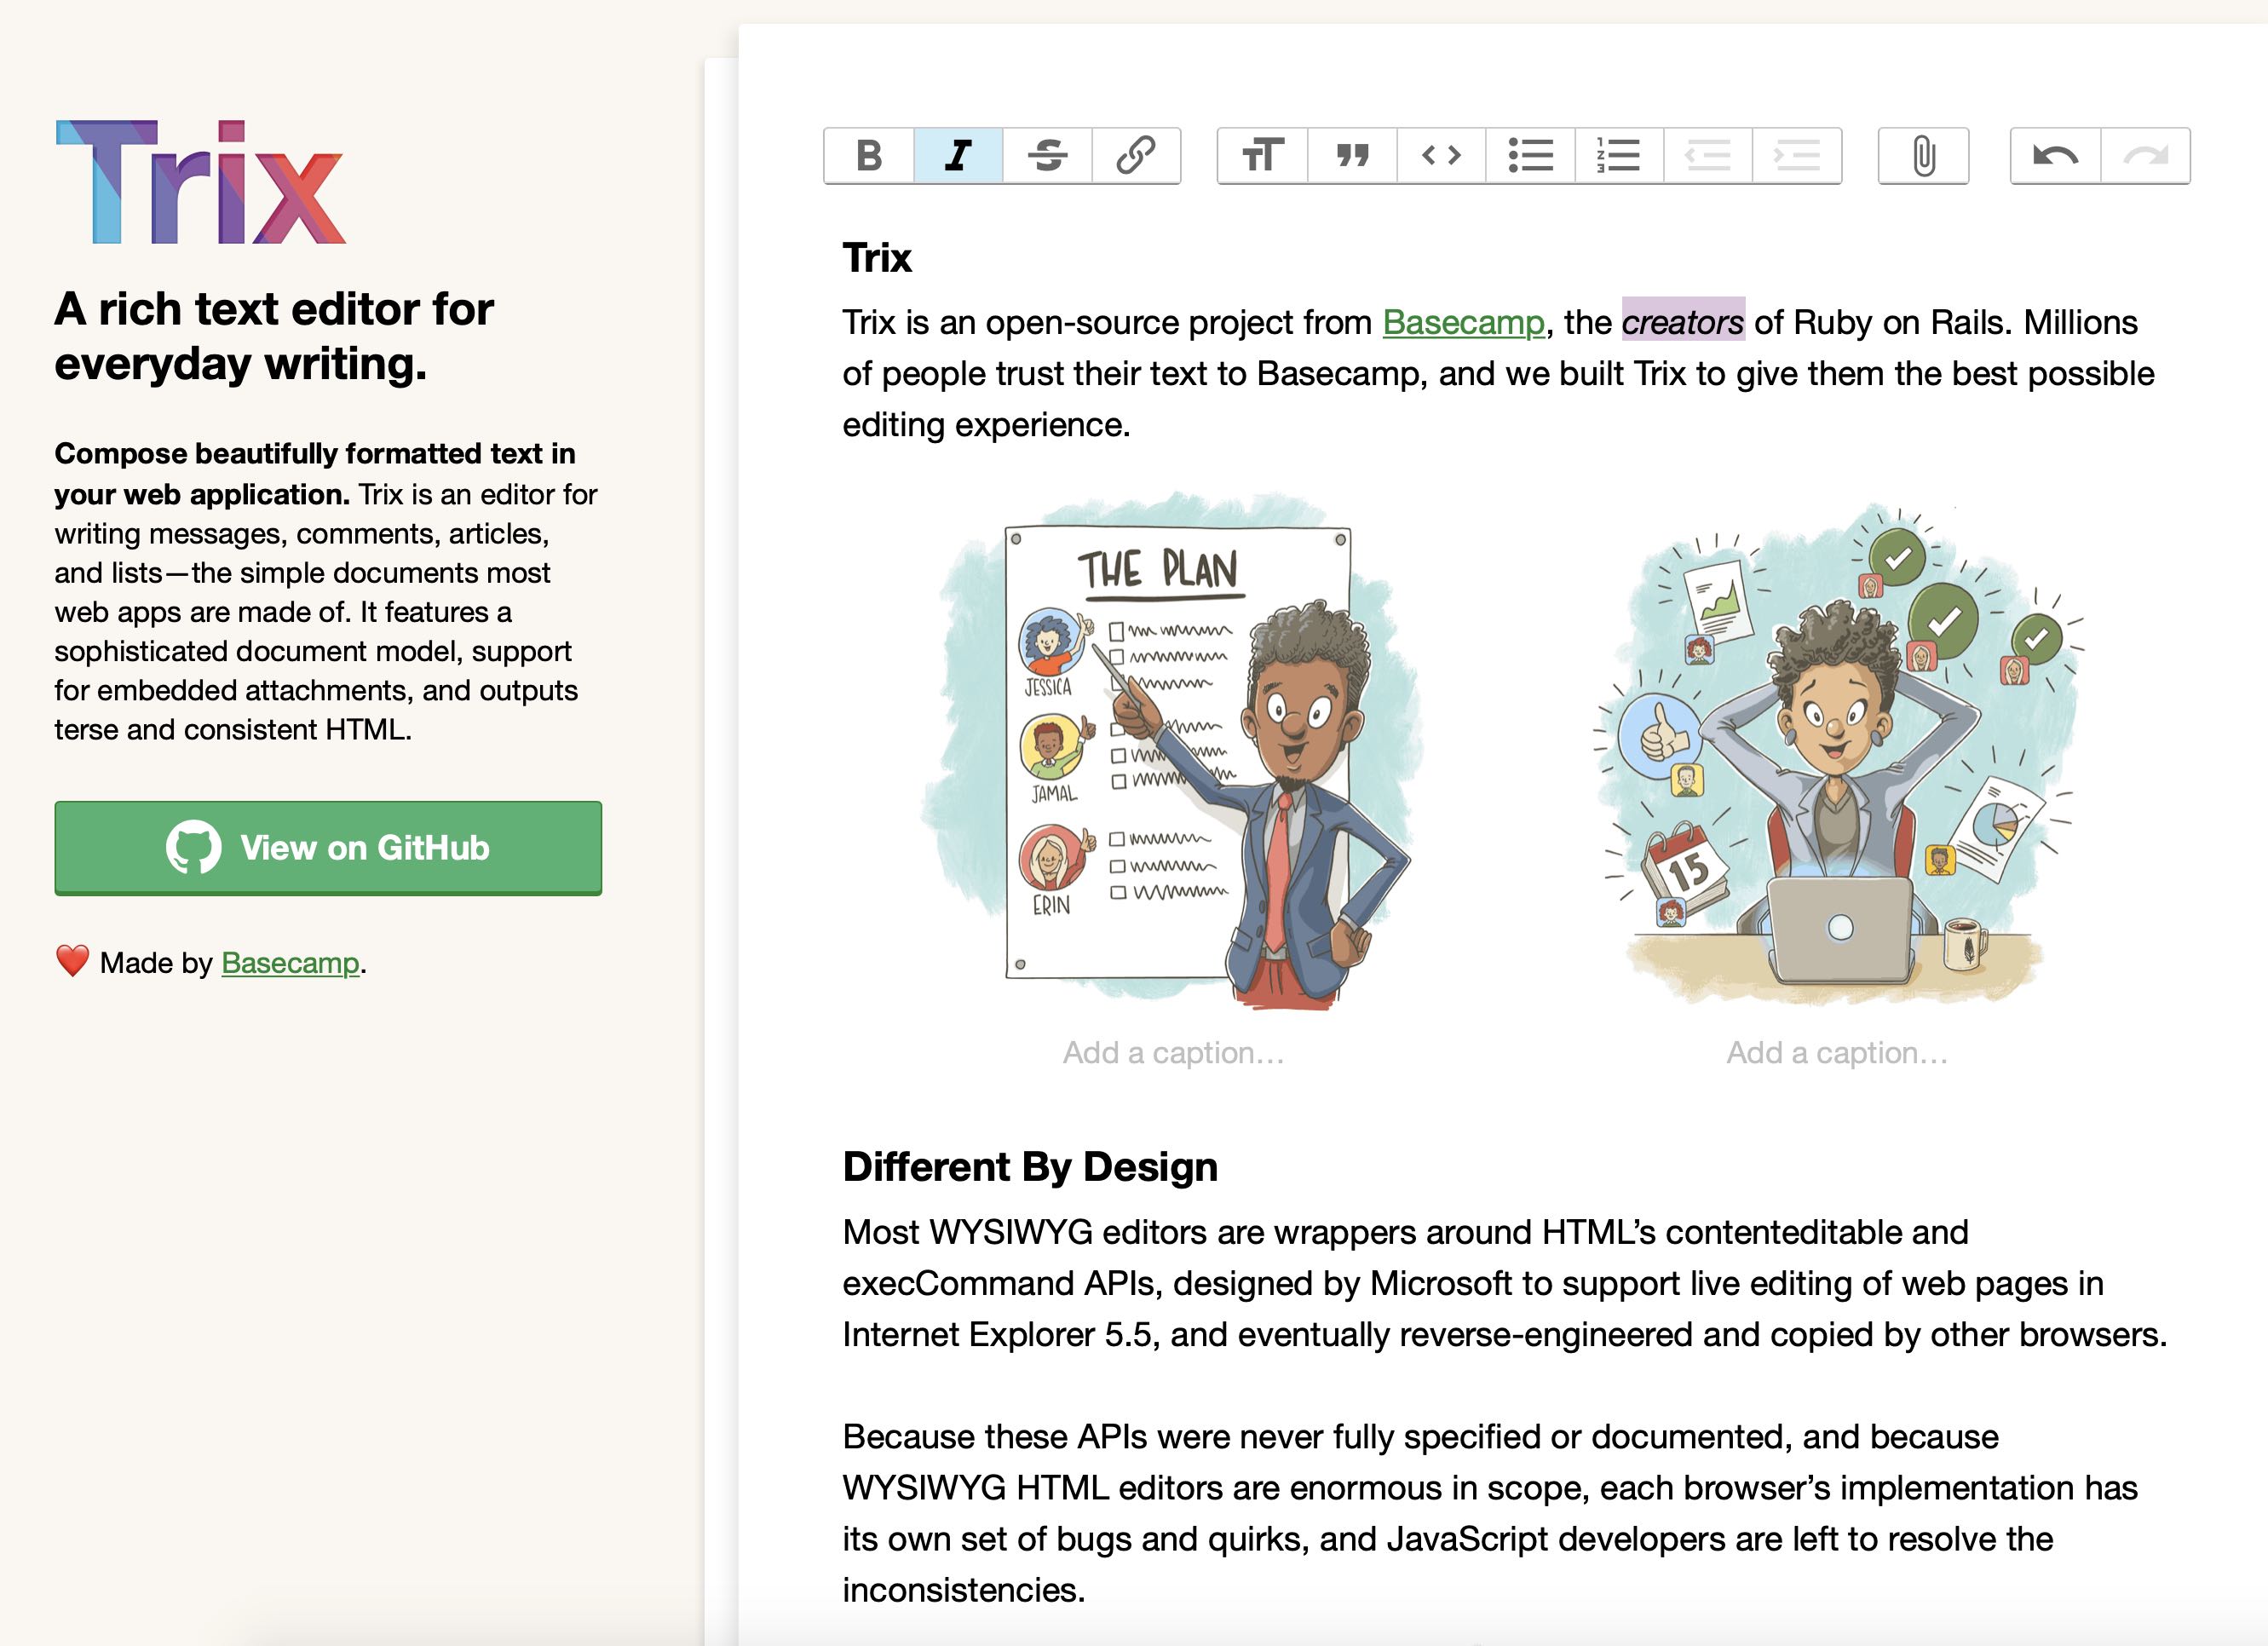 Trix
A rich text editor for
everyday writing.
Compose beautifully formatted text in
your web application. Trix is an editor for
writing messages, comments, articles,
and lists—the simple documents most
web apps are made of. It features a
sophisticated document model, support
for embedded attachments, and outputs
terse and consistent HTML.
View on GitHub
❤️ Made by Basecamp.
B I S
Trix
Trix is an open-source project from Basecamp, the creators of Ruby on Rails. Millions
of people trust their text to Basecamp, and we built Trix to give them the best possible
editing experience.
THE PLAN
JESSICA
JAMAL
ERIN
15
Add a caption…
Add a caption…
Different By Design
Most WYSIWYG editors are wrappers around HTML’s contenteditable and
execCommand APIs, designed by Microsoft to support live editing of web pages in
Internet Explorer 5.5, and eventually reverse-engineered and copied by other browsers.
Because these APIs were never fully specified or documented, and because
WYSIWYG HTML editors are enormous in scope, each browser’s implementation has
its own set of bugs and quirks, and JavaScript developers are left to resolve the
inconsistencies.